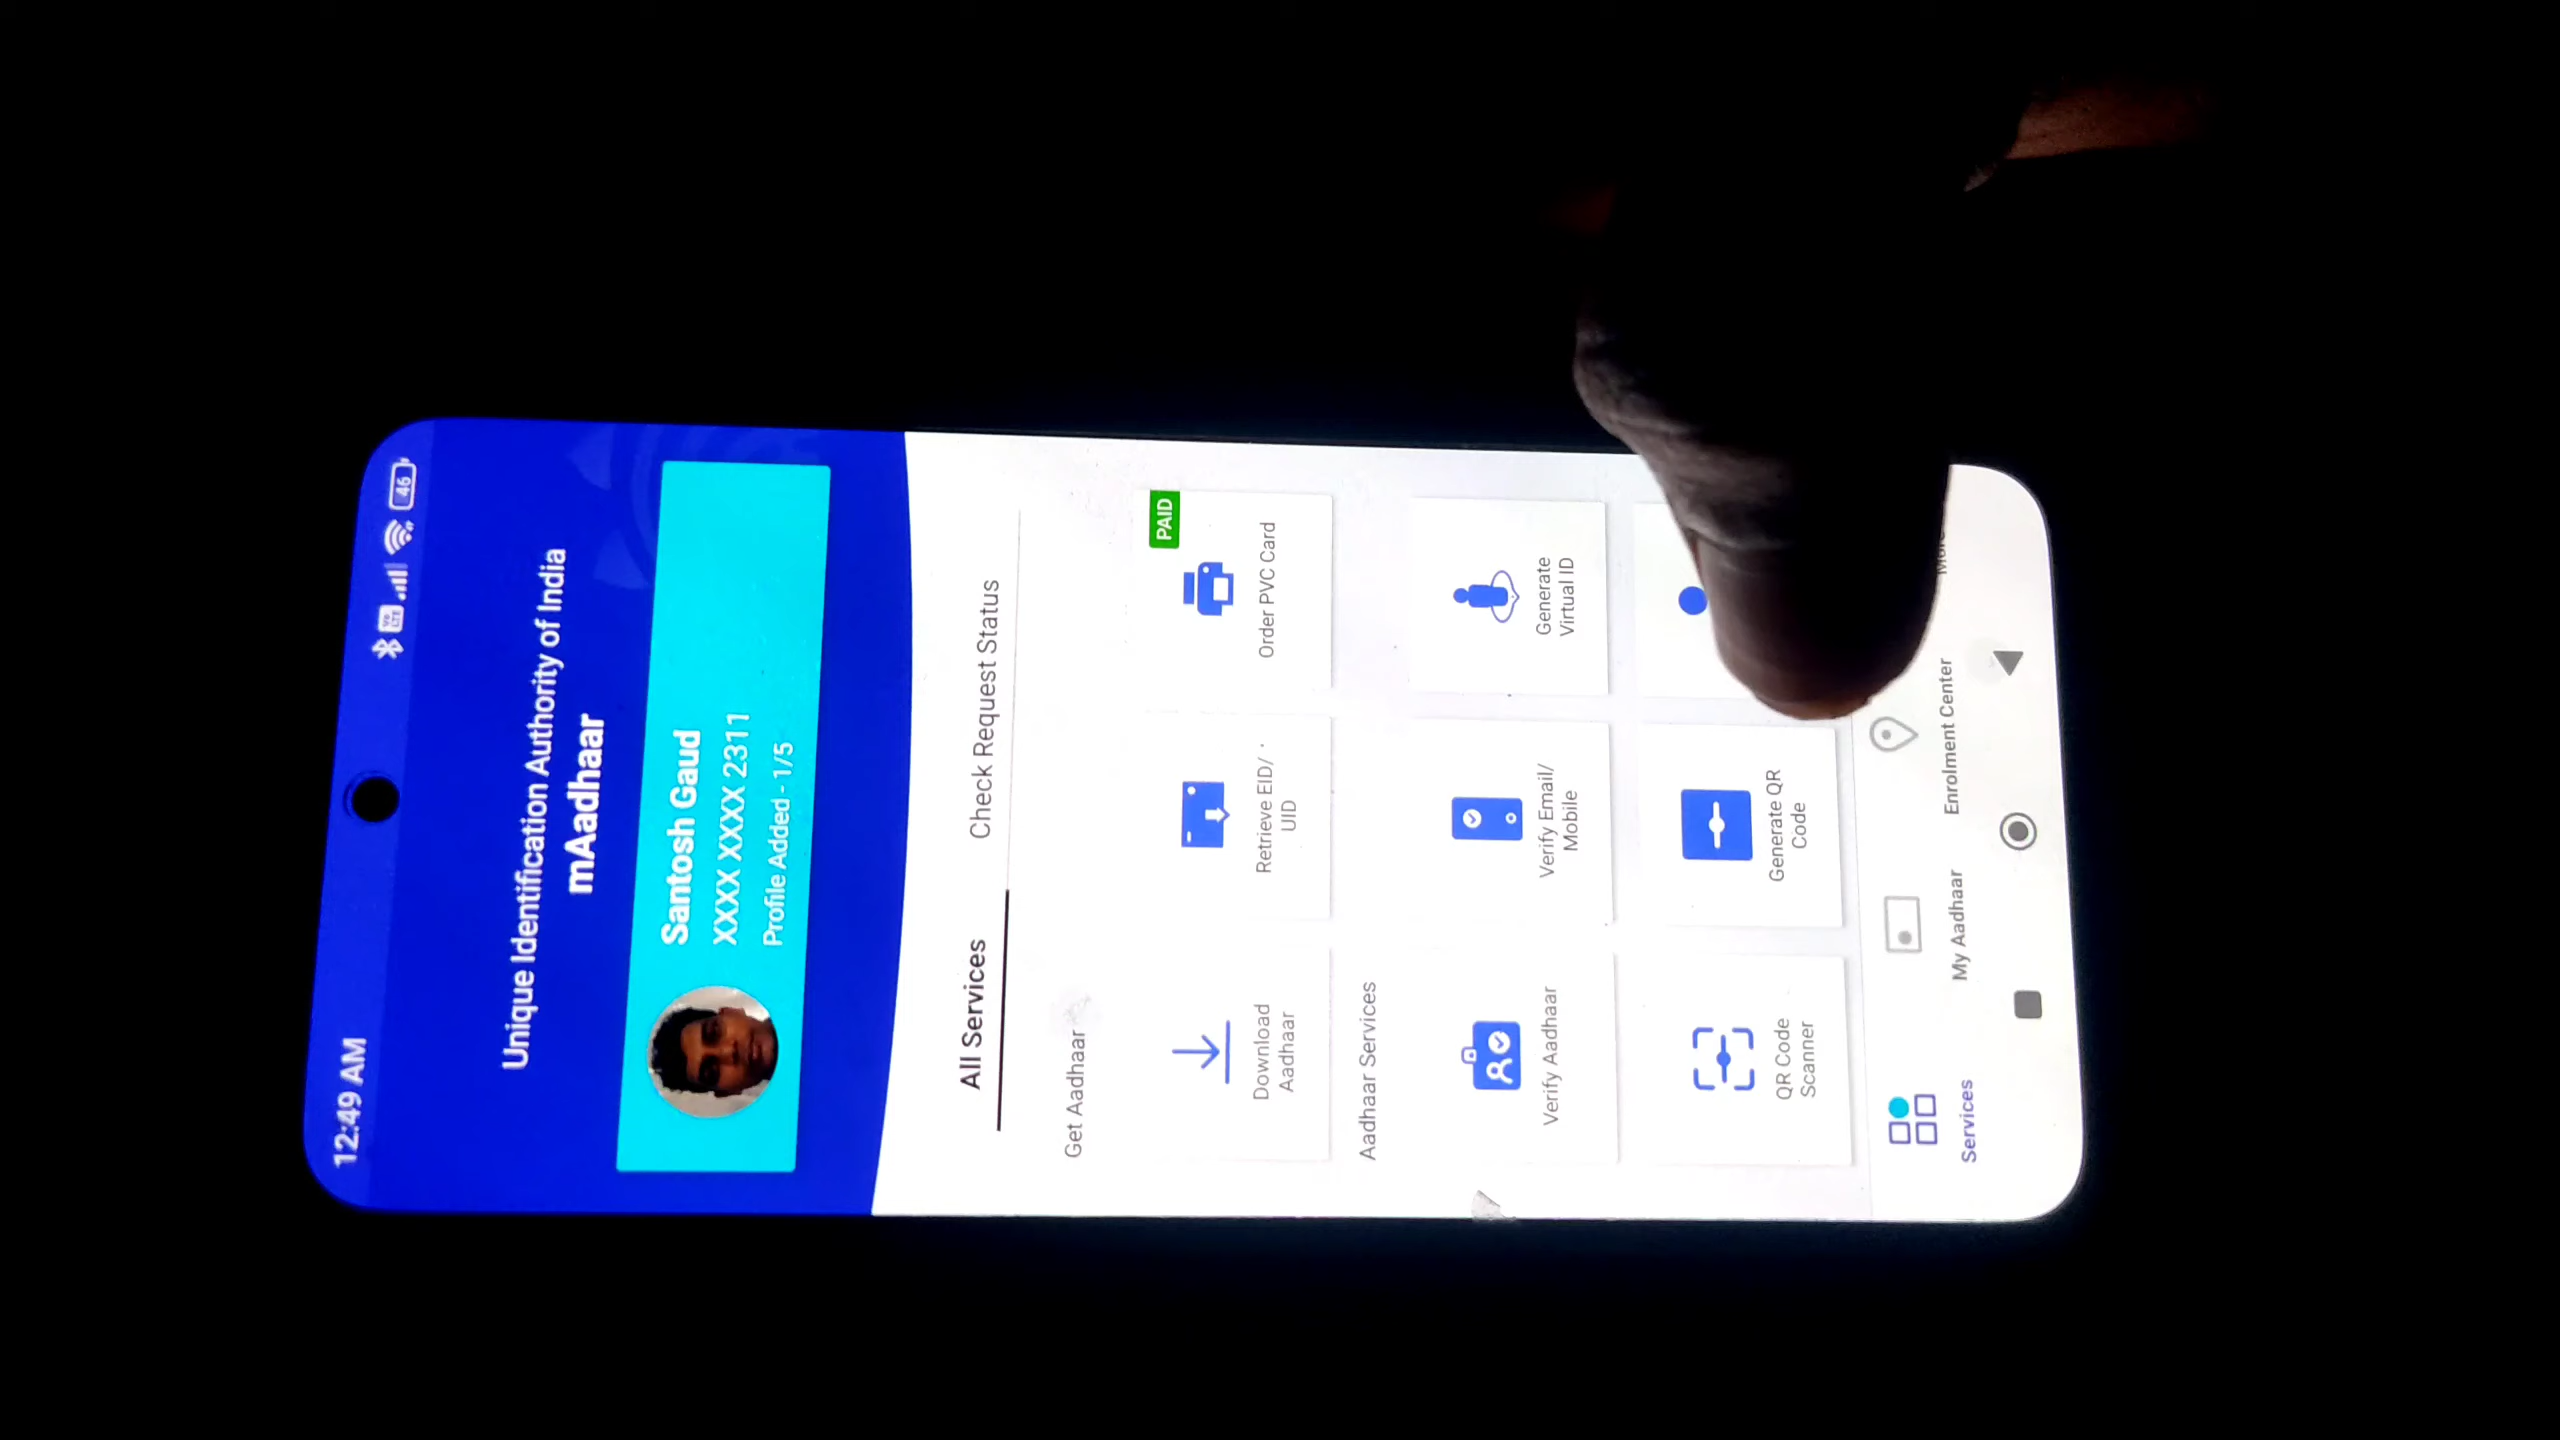 12:49 AM
46
Unique Identification Authority of India
mAadhaar
Santosh Gaud
XXXX XXXX 2311
Profile Added - 1/5
All Services
Check Request Status
Get Aadhaar
PAID
Download
Aadhaar
Retrieve EID/
UID
Order PVC Card
Aadhaar Services
Verify Aadhaar
Verify Email/
Mobile
Generate
Virtual ID
QR Code
Scanner
Generate QR
Code
Services
My Aadhaar
Enrolment Center